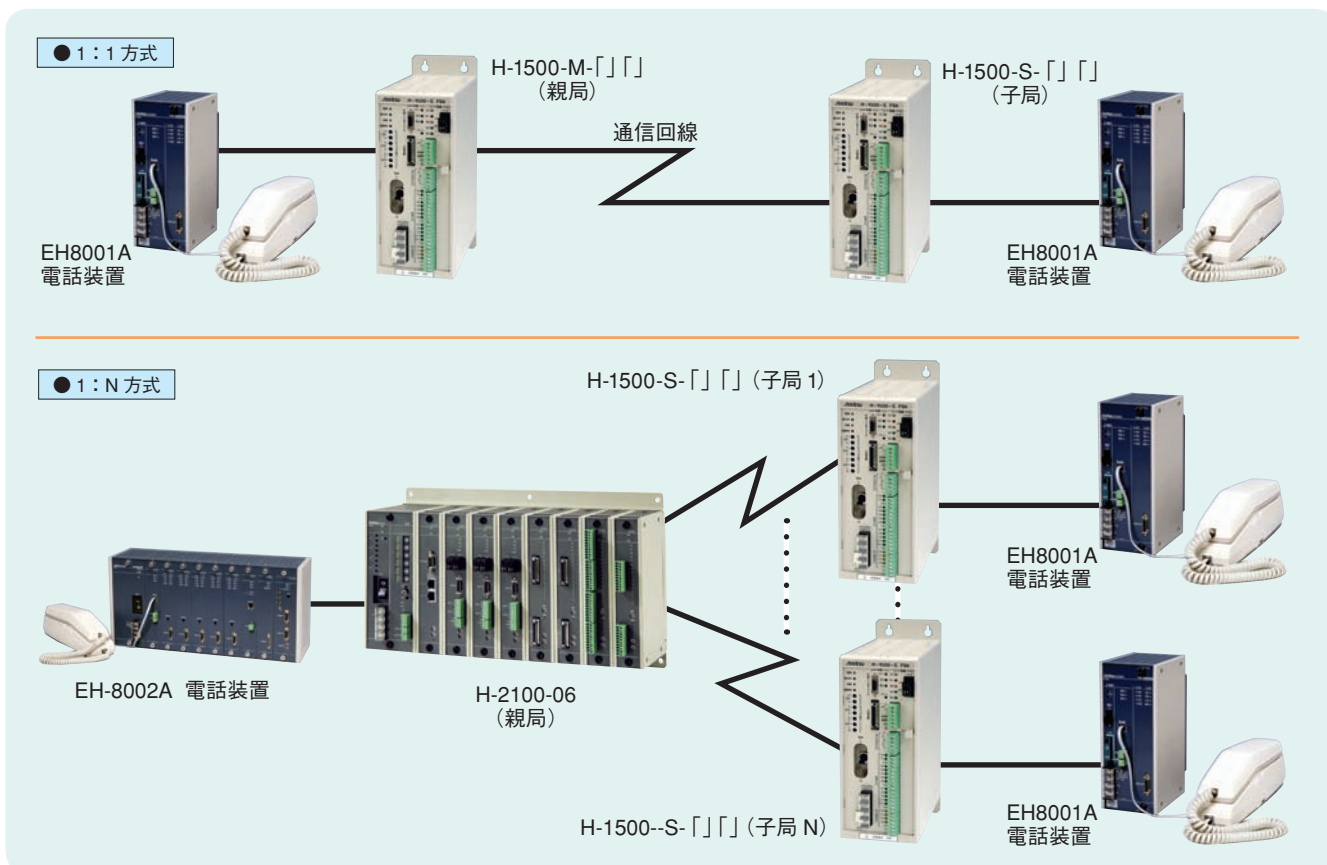 ●1：1方式
H-1500-M-「」「」
（親局）
H-1500-S-「」「」
（子局）
通信回線
EH8001A
電話装置
EH8001A
電話装置
●1：N方式
H-1500-S-「」「」（子局1）
EH8001A
電話装置
EH-8002A 電話装置
H-2100-06
（親局）
H-1500--S-「」「」（子局N）
EH8001A
電話装置